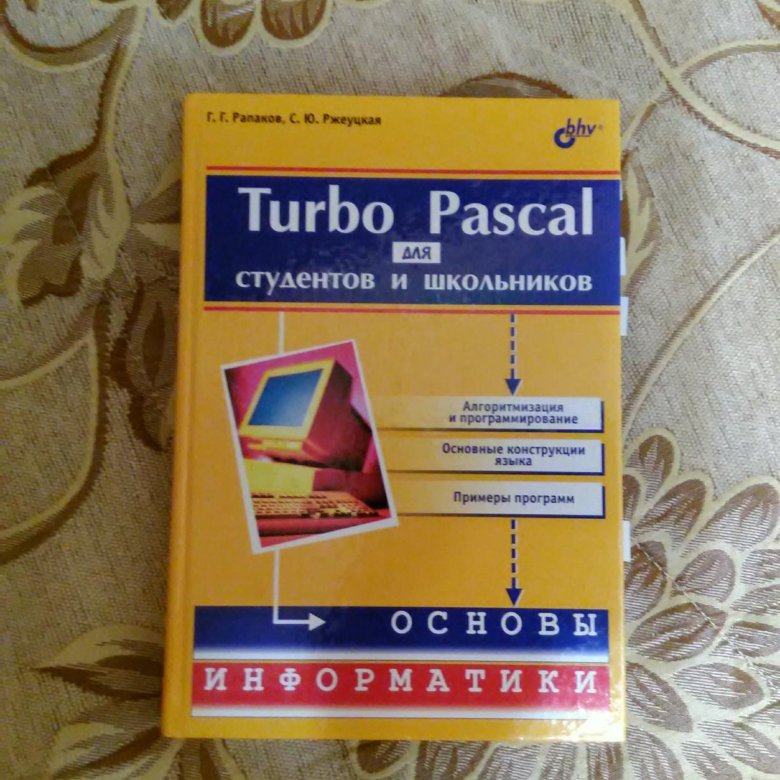 Г. Г. Рапаков, С. Ю. Ржеуцкая
bhv®
Turbo Pascal
для
студентов и школьников
Алгоритмизация
и программирование
Основные конструкции
языка
Примеры программ
ОСНОВЫ
ИНФОРМАТИКИ